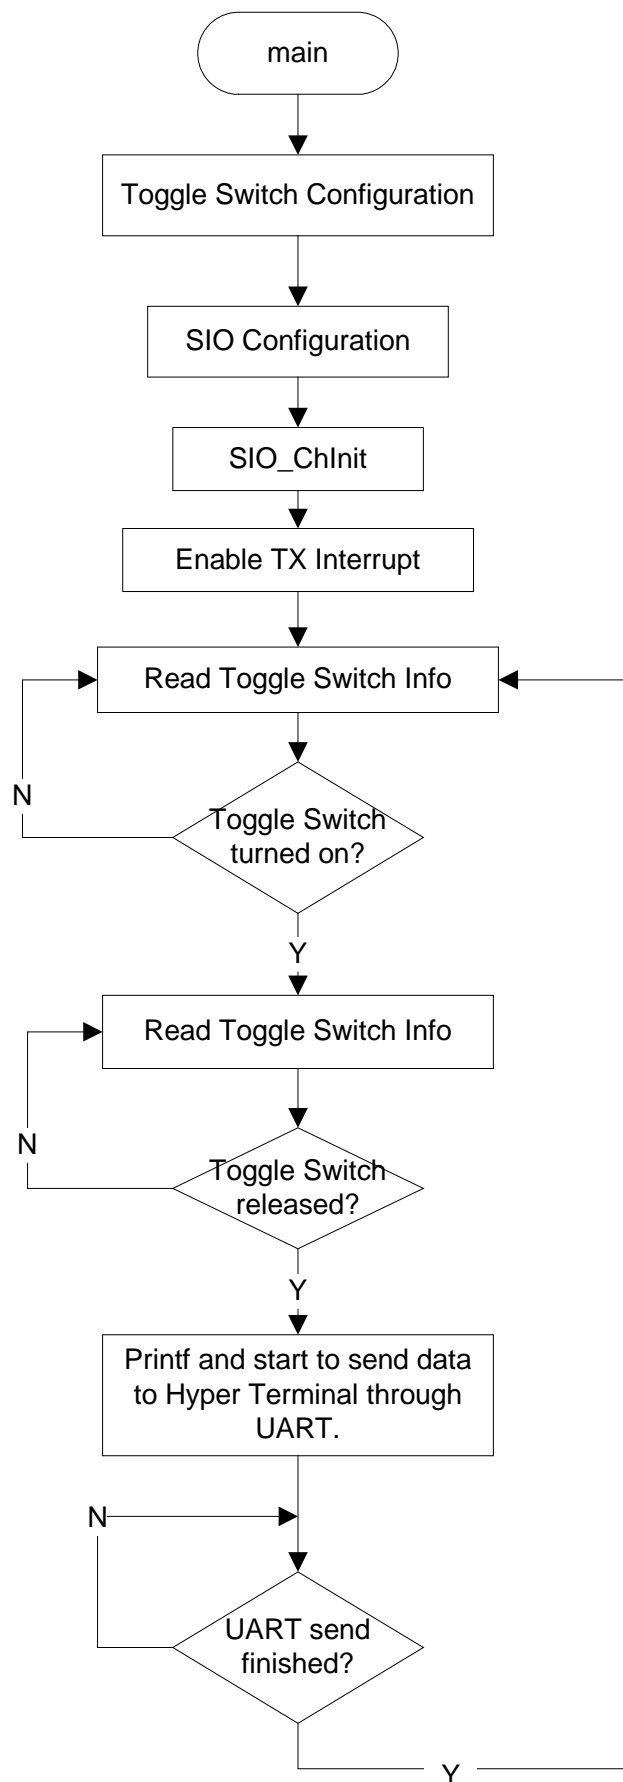 main
Toggle Switch Configuration
SIO Configuration
SIO_ChInit
Enable TX Interrupt
Read Toggle Switch Info
N
Toggle Switch
turned on?
Y
Read Toggle Switch Info
N
Toggle Switch
released?
Y
Printf and start to send data
to Hyper Terminal through
UART.
N
UART send
finished?
Y